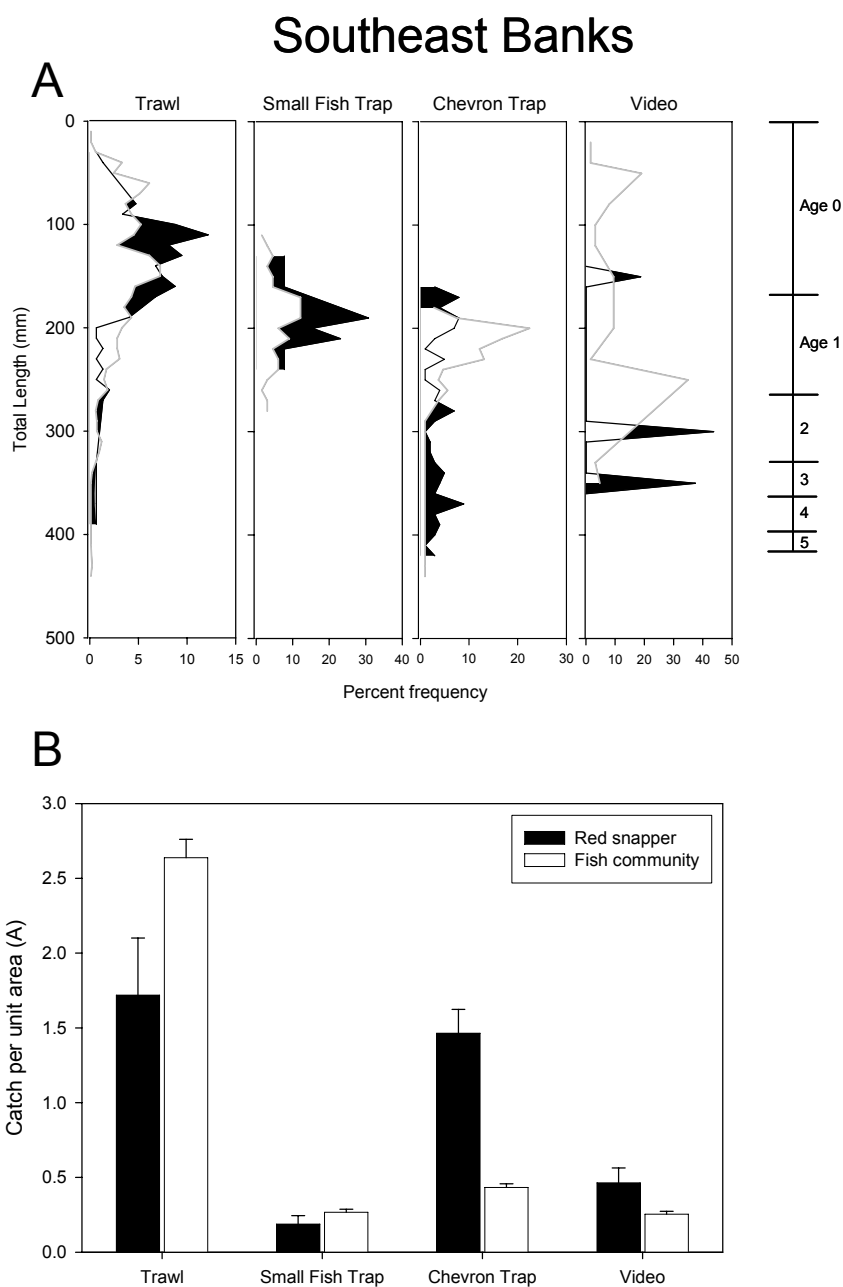 Southeast Banks
A
Trawl Small Fish Trap Chevron Trap Video
0
100
200
300
400
500
Total Length (mm)
0 5 10 15 0 10 20 30 40 0 10 20 30 0 10 20 30 40 50
Percent frequency
Age 0
Age 1
2
3
4
5
B
3.0
2.5
2.0
1.5
1.0
0.5
0.0
Catch per unit area (A)
Red snapper
Fish community
Trawl Small Fish Trap Chevron Trap Video